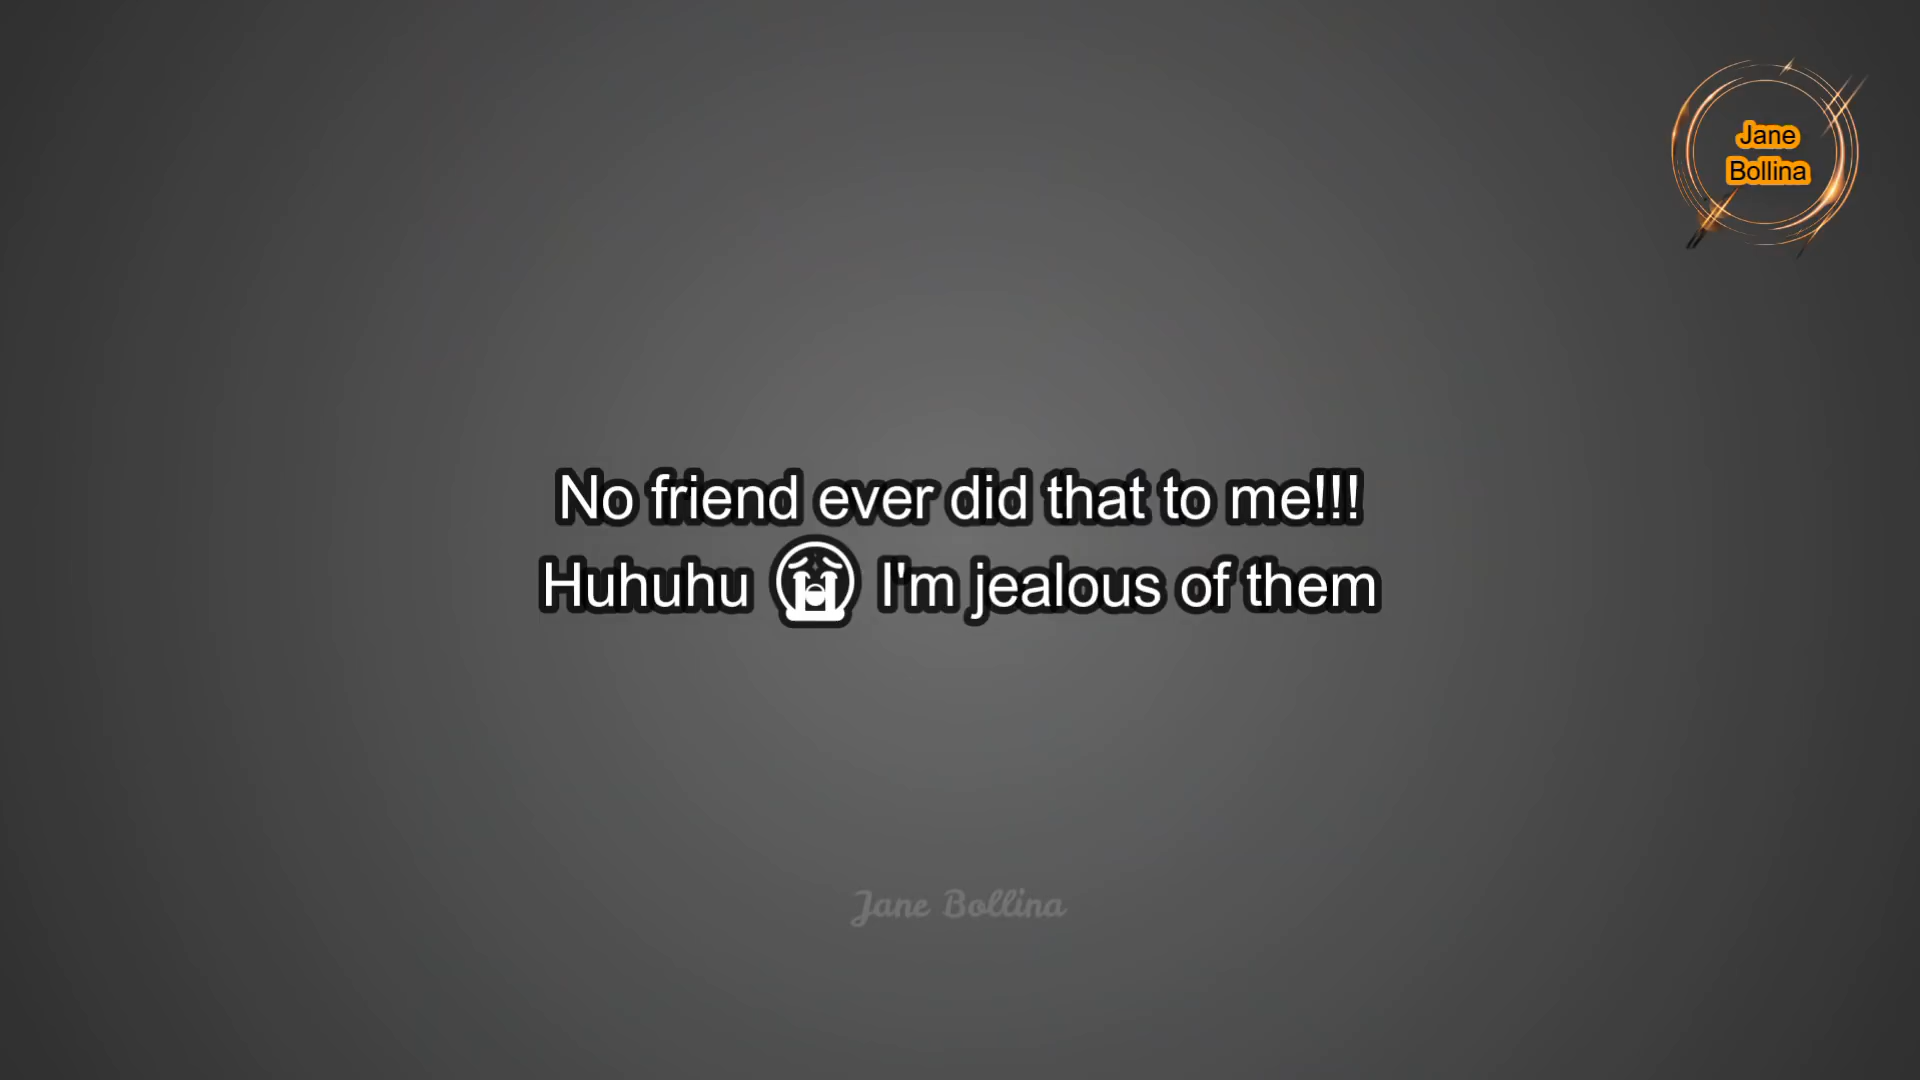 Jane
Bollina
No friend ever did that to me!!!
Huhuhu 😭 I'm jealous of them
Jane Bollina